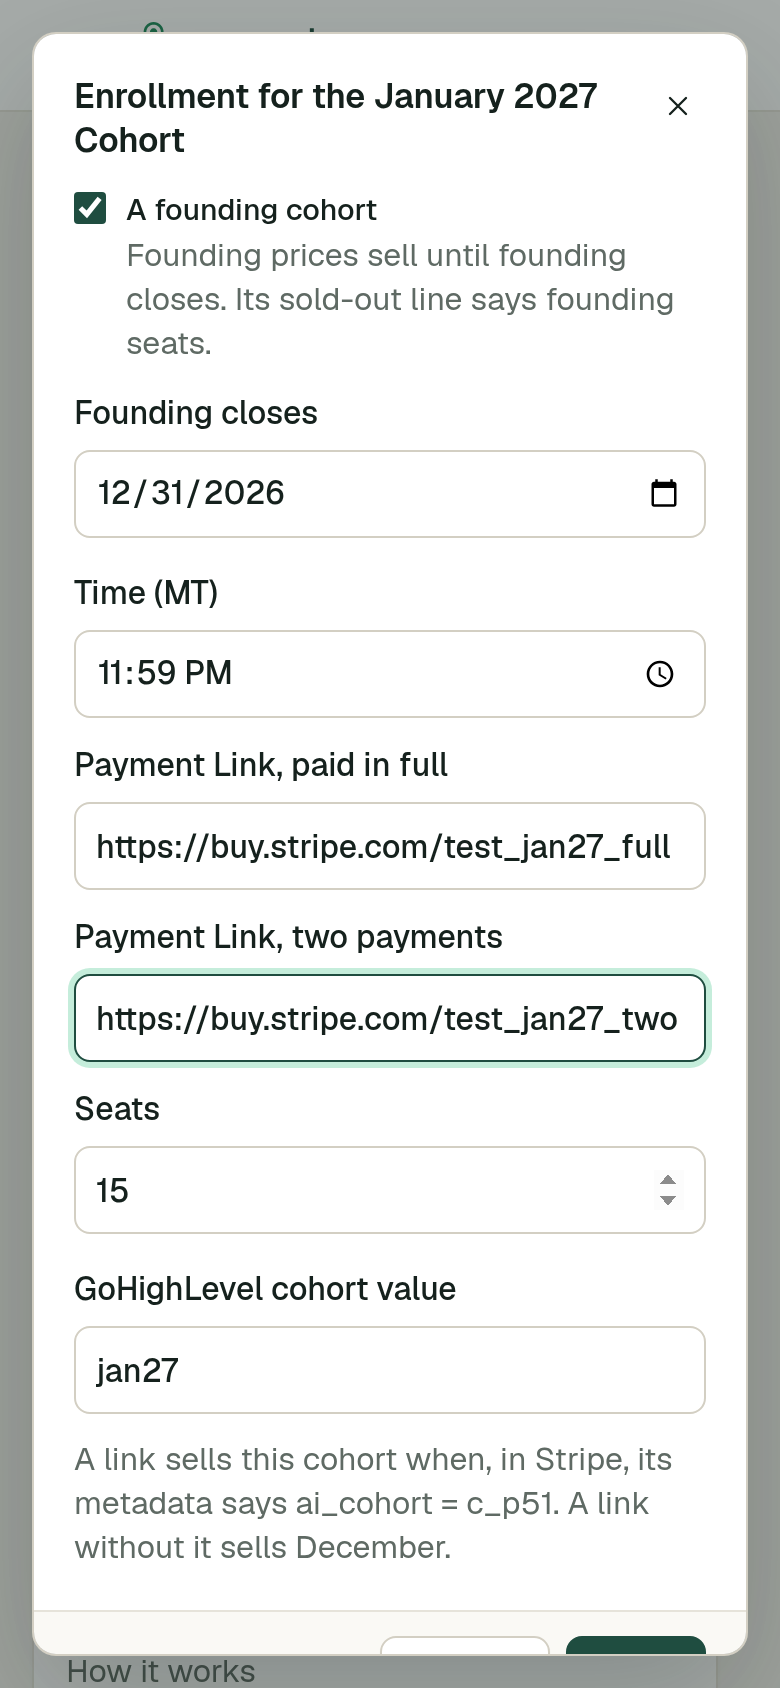 Enrollment for the January 2027
Cohort
A founding cohort
Founding prices sell until founding
closes. Its sold-out line says founding
seats.
Founding closes
12/31/2026
Time (MT)
11:59 PM
Payment Link, paid in full
https://buy.stripe.com/test_jan27_full
Payment Link, two payments
https://buy.stripe.com/test_jan27_two
Seats
15
GoHighLevel cohort value
jan27
A link sells this cohort when, in Stripe, its
metadata says ai_cohort = c_p51. A link
without it sells December.
How it works